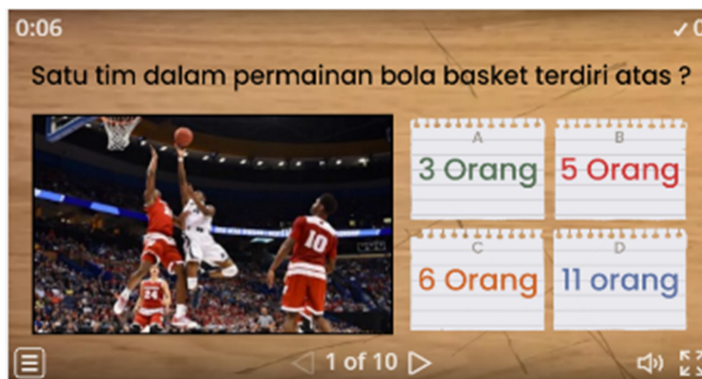 0:06
✓ 0
Satu tim dalam permainan bola basket terdiri atas ?
A
3 Orang
B
5 Orang
C
6 Orang
D
11 orang
10
24
1 of 10